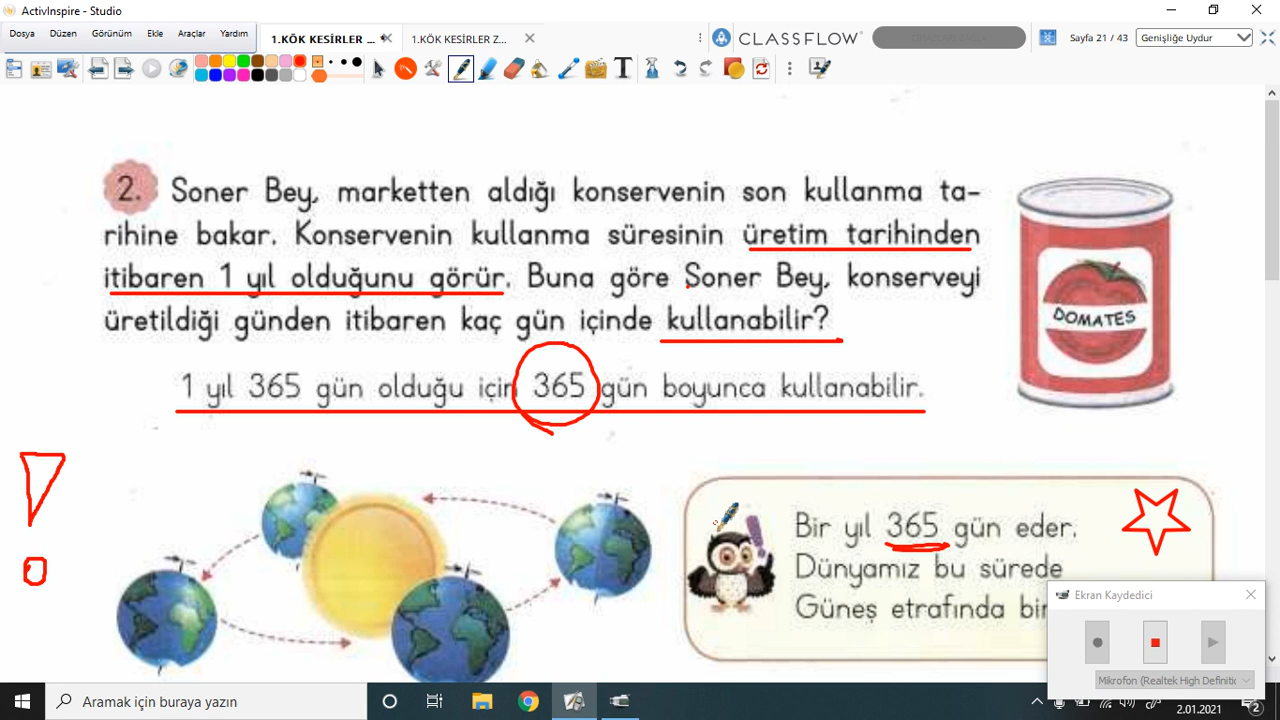 ActivInspire - Studio
Dosya Düzen Görünüm Ekle Araçlar Yardım
1.KÖK KESİRLER ...
1.KÖK KESİRLER Z...
CLASSFLOW
Sayfa 21 / 43
Genişliğe Uydur
2. Soner Bey, marketten aldığı konservenin son kullanma ta-
rihine bakar. Konservenin kullanma süresinin üretim tarihinden
itibaren 1 yıl olduğunu görür. Buna göre Soner Bey, konserveyi
üretildiği günden itibaren kaç gün içinde kullanabilir?
DOMATES
1 yıl 365 gün olduğu için 365 gün boyunca kullanabilir.
Bir yıl 365 gün eder.
Dünyamız bu sürede
Güneş etrafında bir
Ekran Kaydedici
Mikrofon (Realtek High Definitic
Aramak için buraya yazın
2.01.2021
2